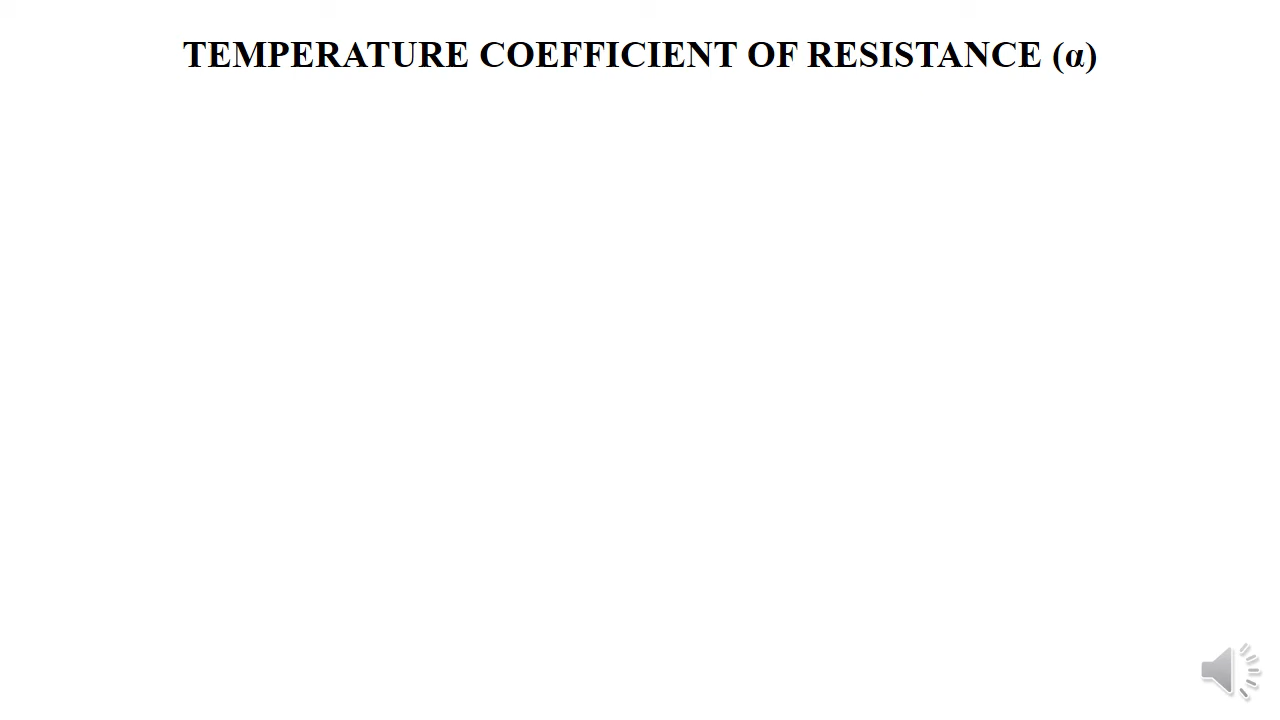 TEMPERATURE COEFFICIENT OF RESISTANCE (α)